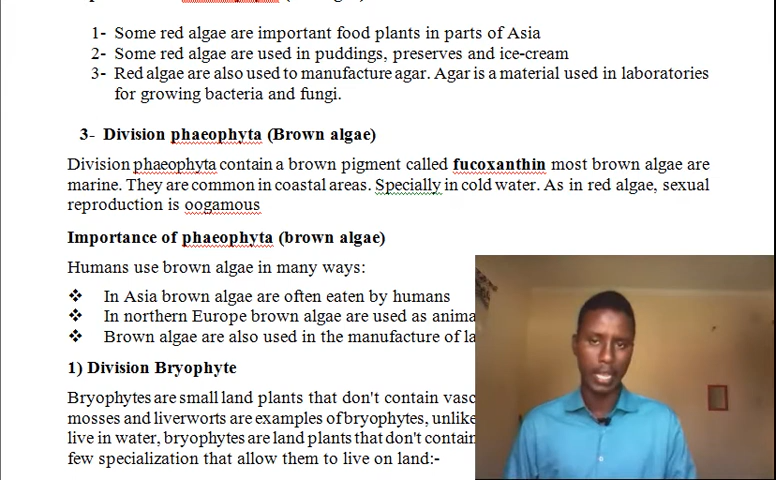 1- Some red algae are important food plants in parts of Asia
2- Some red algae are used in puddings, preserves and ice-cream
3- Red algae are also used to manufacture agar. Agar is a material used in laboratories
for growing bacteria and fungi.
3- Division phaeophyta (Brown algae)
Division phaeophyta contain a brown pigment called fucoxanthin most brown algae are
marine. They are common in coastal areas. Specially in cold water. As in red algae, sexual
reproduction is oogamous
Importance of phaeophyta (brown algae)
Humans use brown algae in many ways:
❖ In Asia brown algae are often eaten by humans
❖ In northern Europe brown algae are used as anima
❖ Brown algae are also used in the manufacture of la
1) Division Bryophyte
Bryophytes are small land plants that don't contain vasc
mosses and liverworts are examples of bryophytes, unlike
live in water, bryophytes are land plants that don't contain
few specialization that allow them to live on land:-